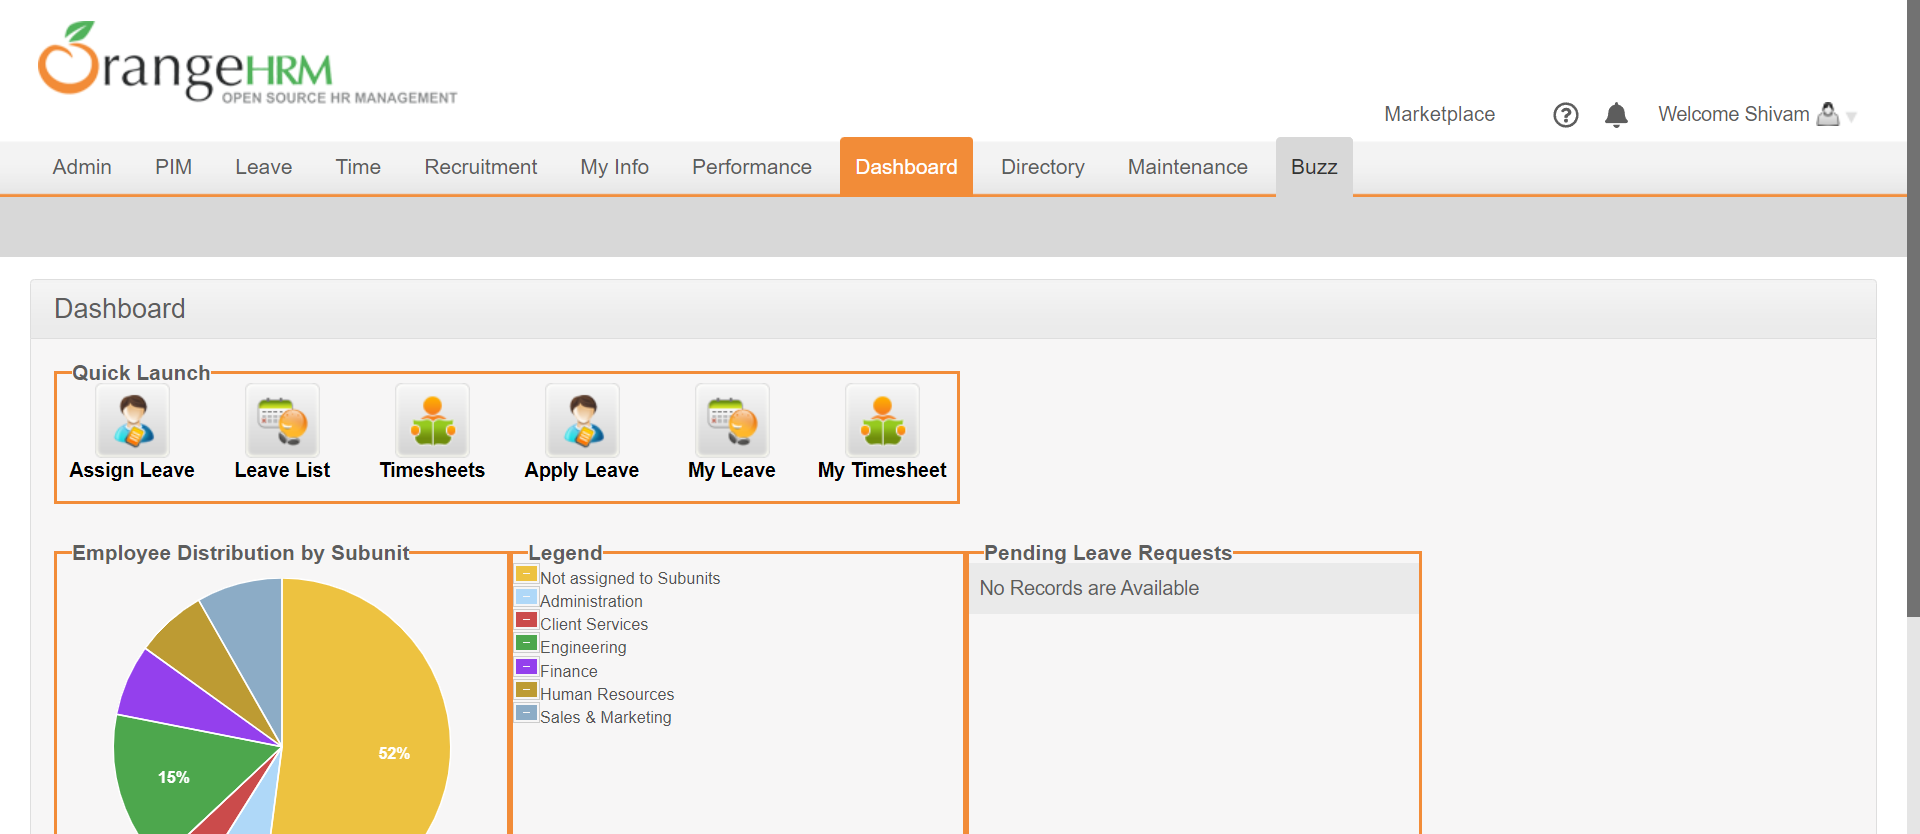 OrangeHRM
OPEN SOURCE HR MANAGEMENT
Marketplace ? Welcome Shivam
Admin PIM Leave Time Recruitment My Info Performance Dashboard Directory Maintenance Buzz
Dashboard
Quick Launch
Assign Leave Leave List Timesheets Apply Leave My Leave My Timesheet
Employee Distribution by Subunit
52%
15%
Legend
Not assigned to Subunits
Administration
Client Services
Engineering
Finance
Human Resources
Sales & Marketing
Pending Leave Requests
No Records are Available